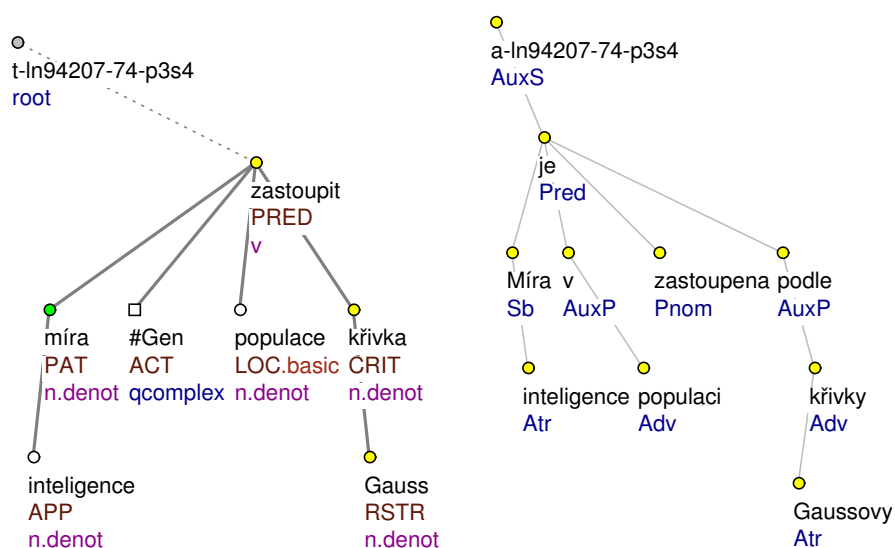 t-ln94207-74-p3s4
root
zastoupit
PRED
v
míra
PAT
n.denot
#Gen
ACT
qcomplex
populace
LOC.basic
n.denot
křivka
CRIT
n.denot
inteligence
APP
n.denot
Gauss
RSTR
n.denot
a-ln94207-74-p3s4
AuxS
je
Pred
Míra
Sb
v
AuxP
zastoupena
Pnom
podle
AuxP
inteligence
Atr
populaci
Adv
křivky
Adv
Gaussovy
Atr